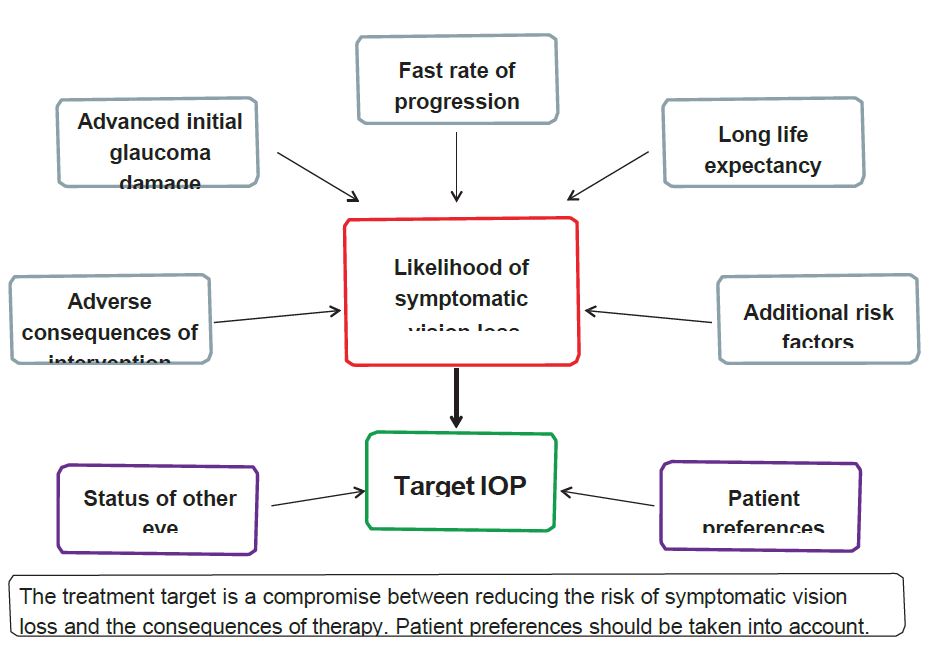 Fast rate of
progression
Advanced initial
glaucoma
damage
Long life
expectancy
Likelihood of
symptomatic
vision loss
Adverse
consequences of
intervention
Additional risk
factors
Target IOP
Status of other
eye
Patient
preferences
The treatment target is a compromise between reducing the risk of symptomatic vision
loss and the consequences of therapy. Patient preferences should be taken into account.